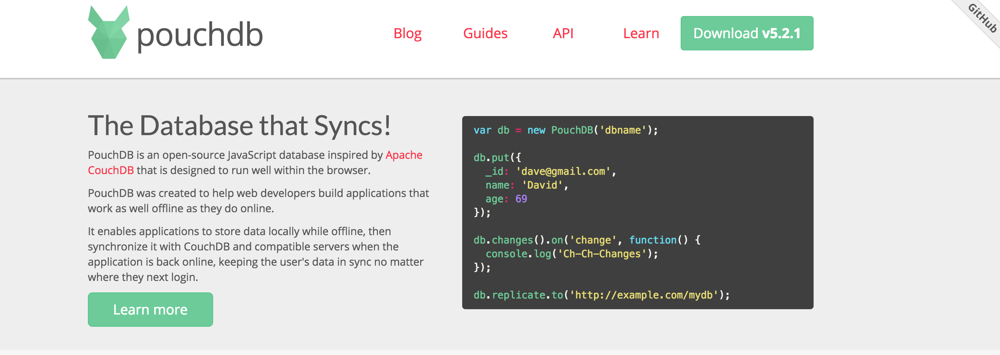 pouchdb
Blog
Guides
API
Learn
Download v5.2.1
GitHub
The Database that Syncs!
PouchDB is an open-source JavaScript database inspired by Apache
CouchDB that is designed to run well within the browser.
PouchDB was created to help web developers build applications that
work as well offline as they do online.
It enables applications to store data locally while offline, then
synchronize it with CouchDB and compatible servers when the
application is back online, keeping the user's data in sync no matter
where they next login.
Learn more
var db = new PouchDB('dbname');
db.put({
  _id: 'dave@gmail.com',
  name: 'David',
  age: 69
});
db.changes().on('change', function() {
  console.log('Ch-Ch-Changes');
});
db.replicate.to('http://example.com/mydb');